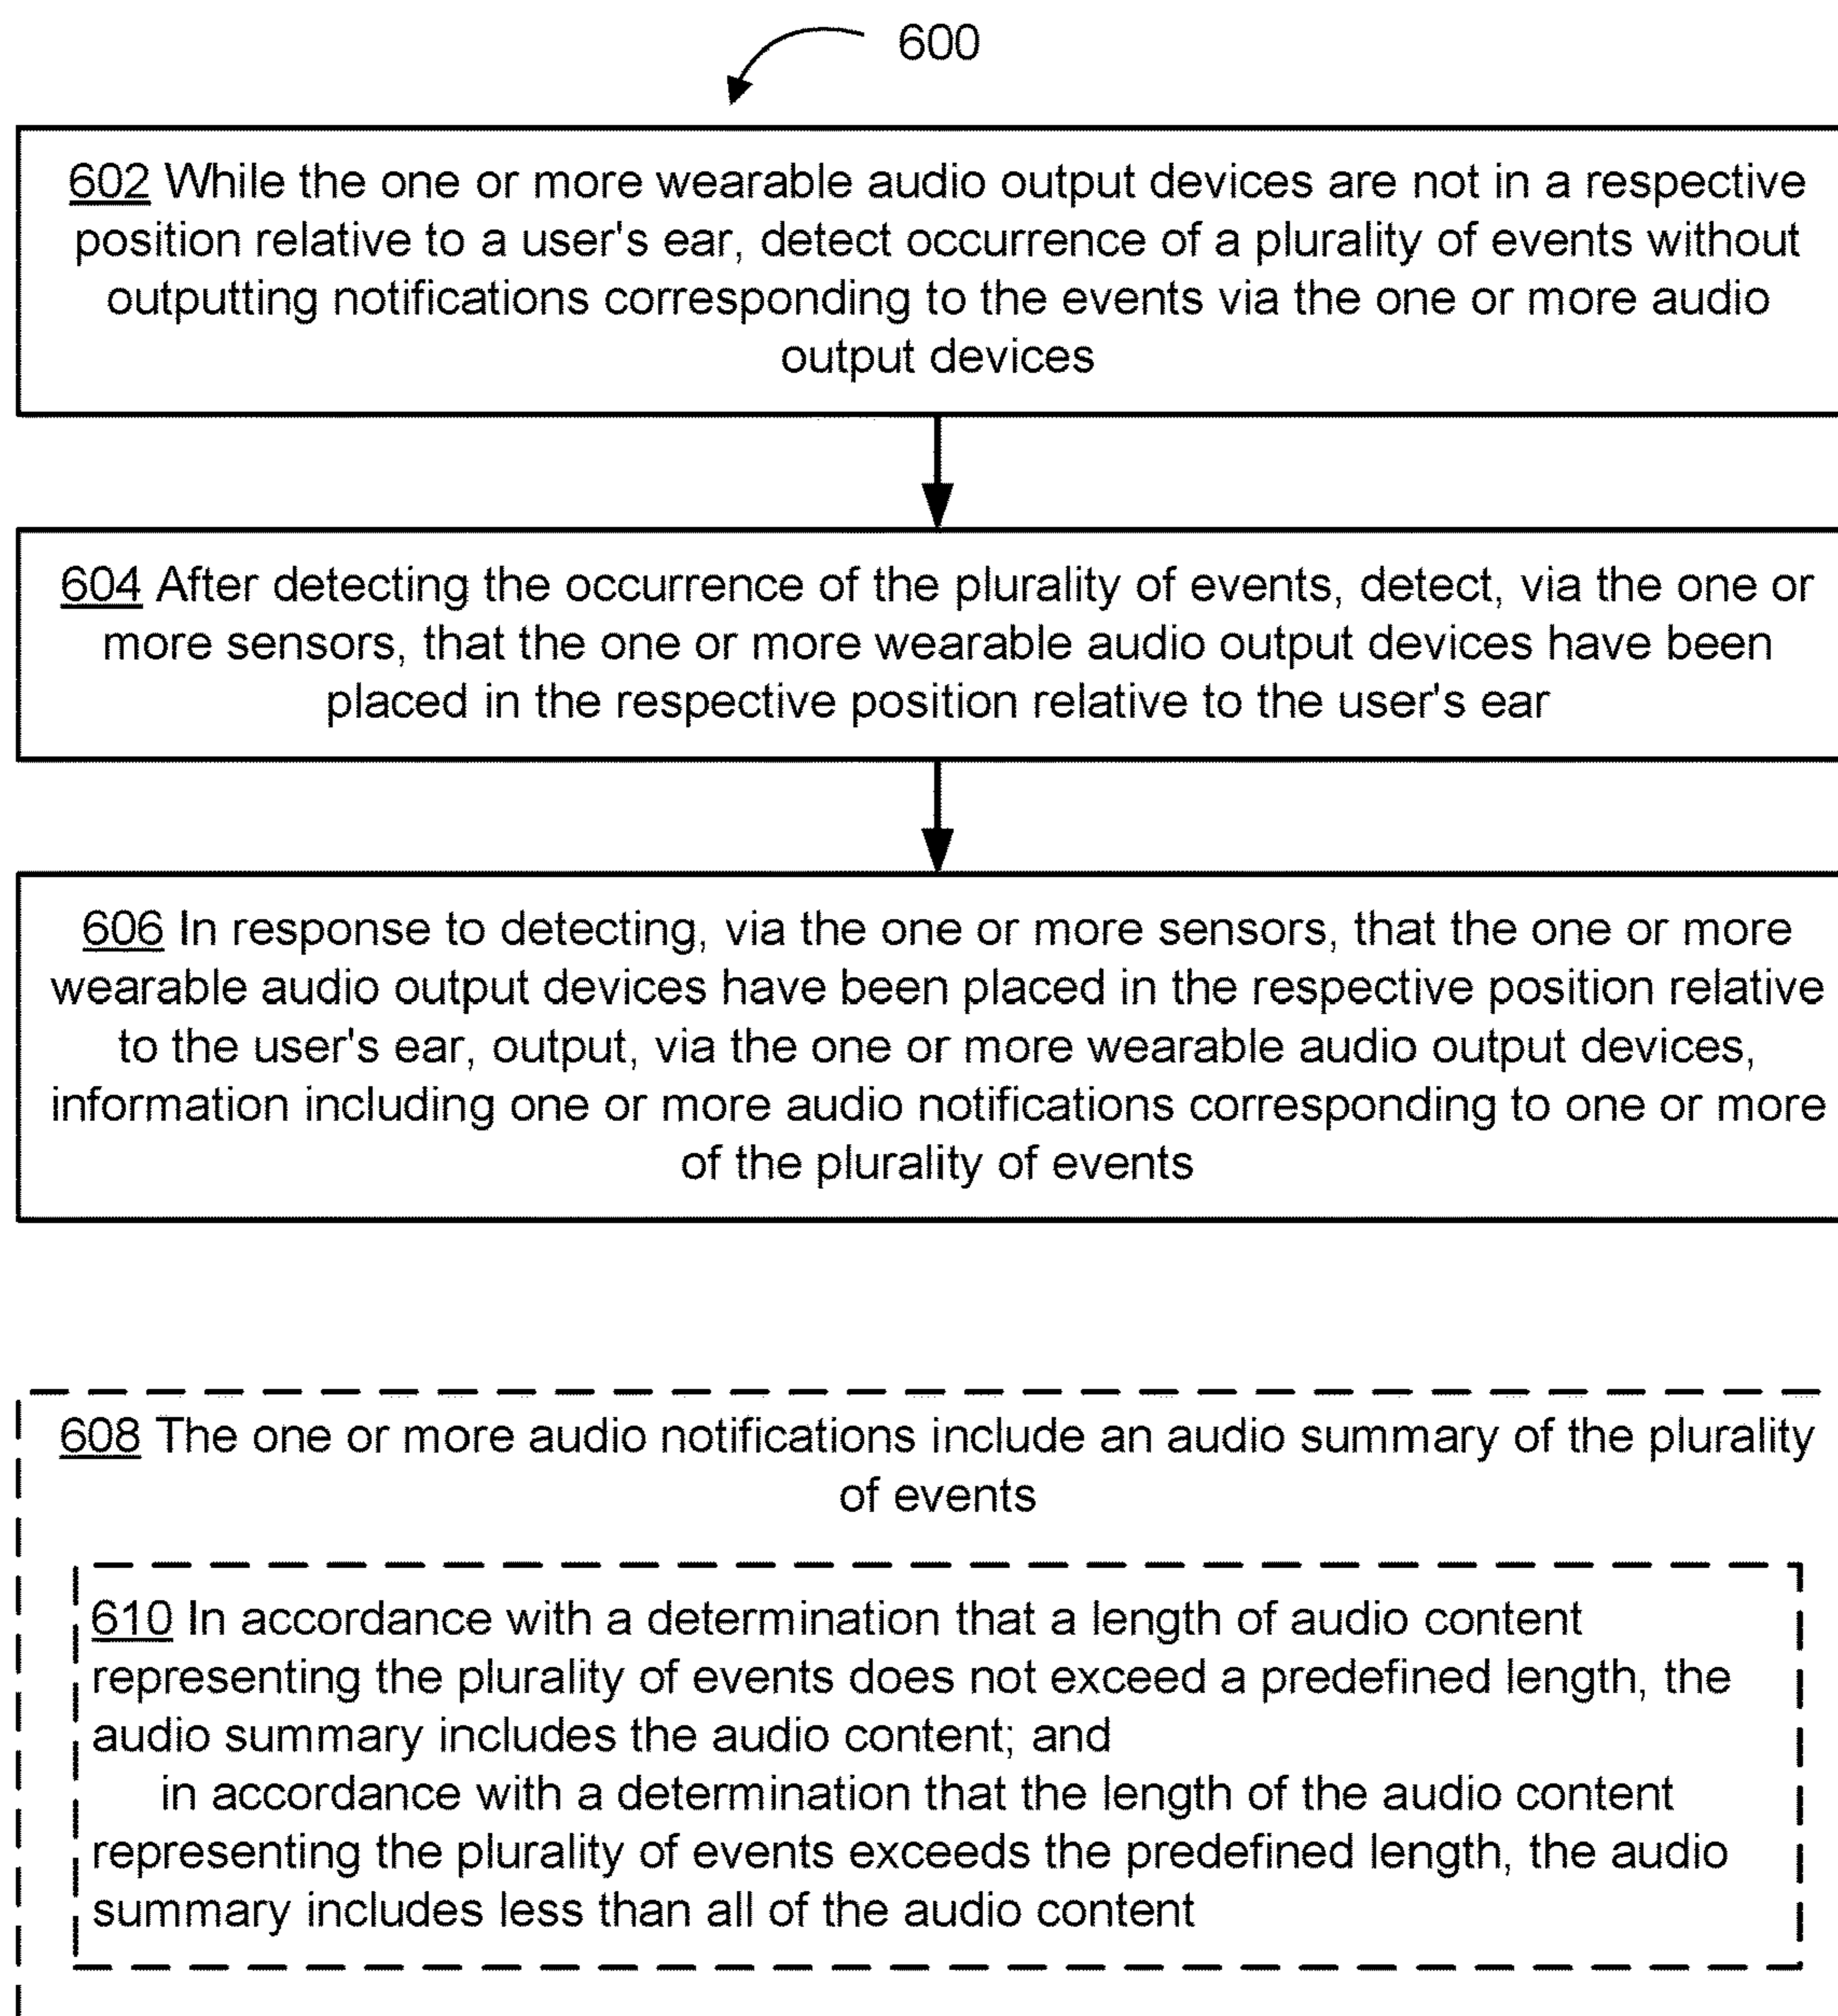 600
602 While the one or more wearable audio output devices are not in a respective
position relative to a user's ear, detect occurrence of a plurality of events without
outputting notifications corresponding to the events via the one or more audio
output devices
604 After detecting the occurrence of the plurality of events, detect, via the one or
more sensors, that the one or more wearable audio output devices have been
placed in the respective position relative to the user's ear
606 In response to detecting, via the one or more sensors, that the one or more
wearable audio output devices have been placed in the respective position relative
to the user's ear, output, via the one or more wearable audio output devices,
information including one or more audio notifications corresponding to one or more
of the plurality of events
608 The one or more audio notifications include an audio summary of the plurality
of events
610 In accordance with a determination that a length of audio content
representing the plurality of events does not exceed a predefined length, the
audio summary includes the audio content; and
in accordance with a determination that the length of the audio content
representing the plurality of events exceeds the predefined length, the audio
summary includes less than all of the audio content